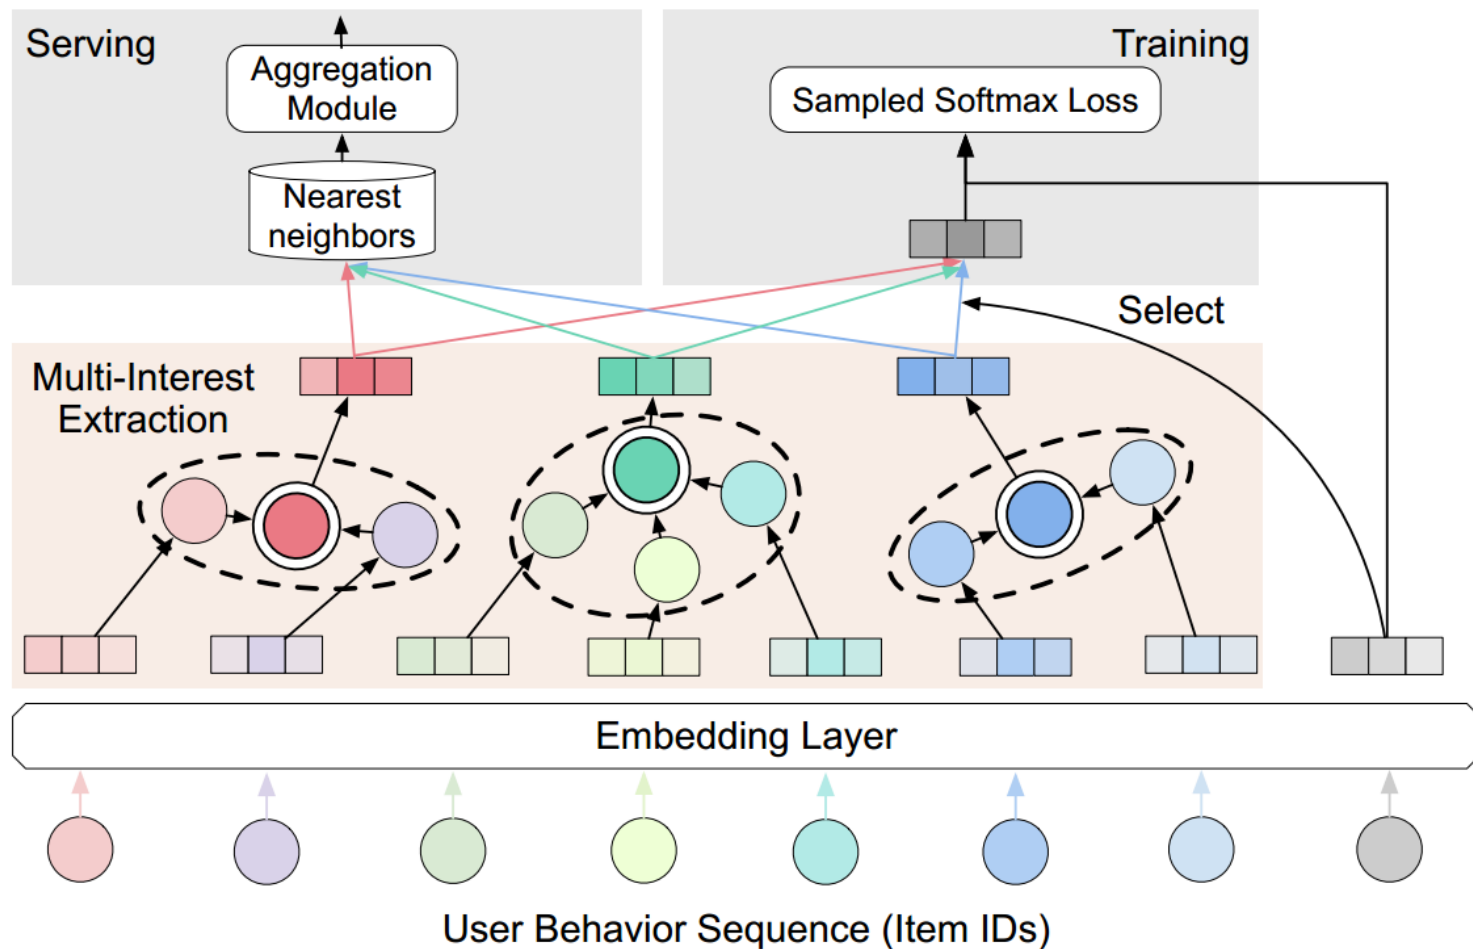 Serving
Training
Aggregation
Module
Sampled Softmax Loss
Nearest
neighbors
Select
Multi-Interest
Extraction
Embedding Layer
User Behavior Sequence (Item IDs)